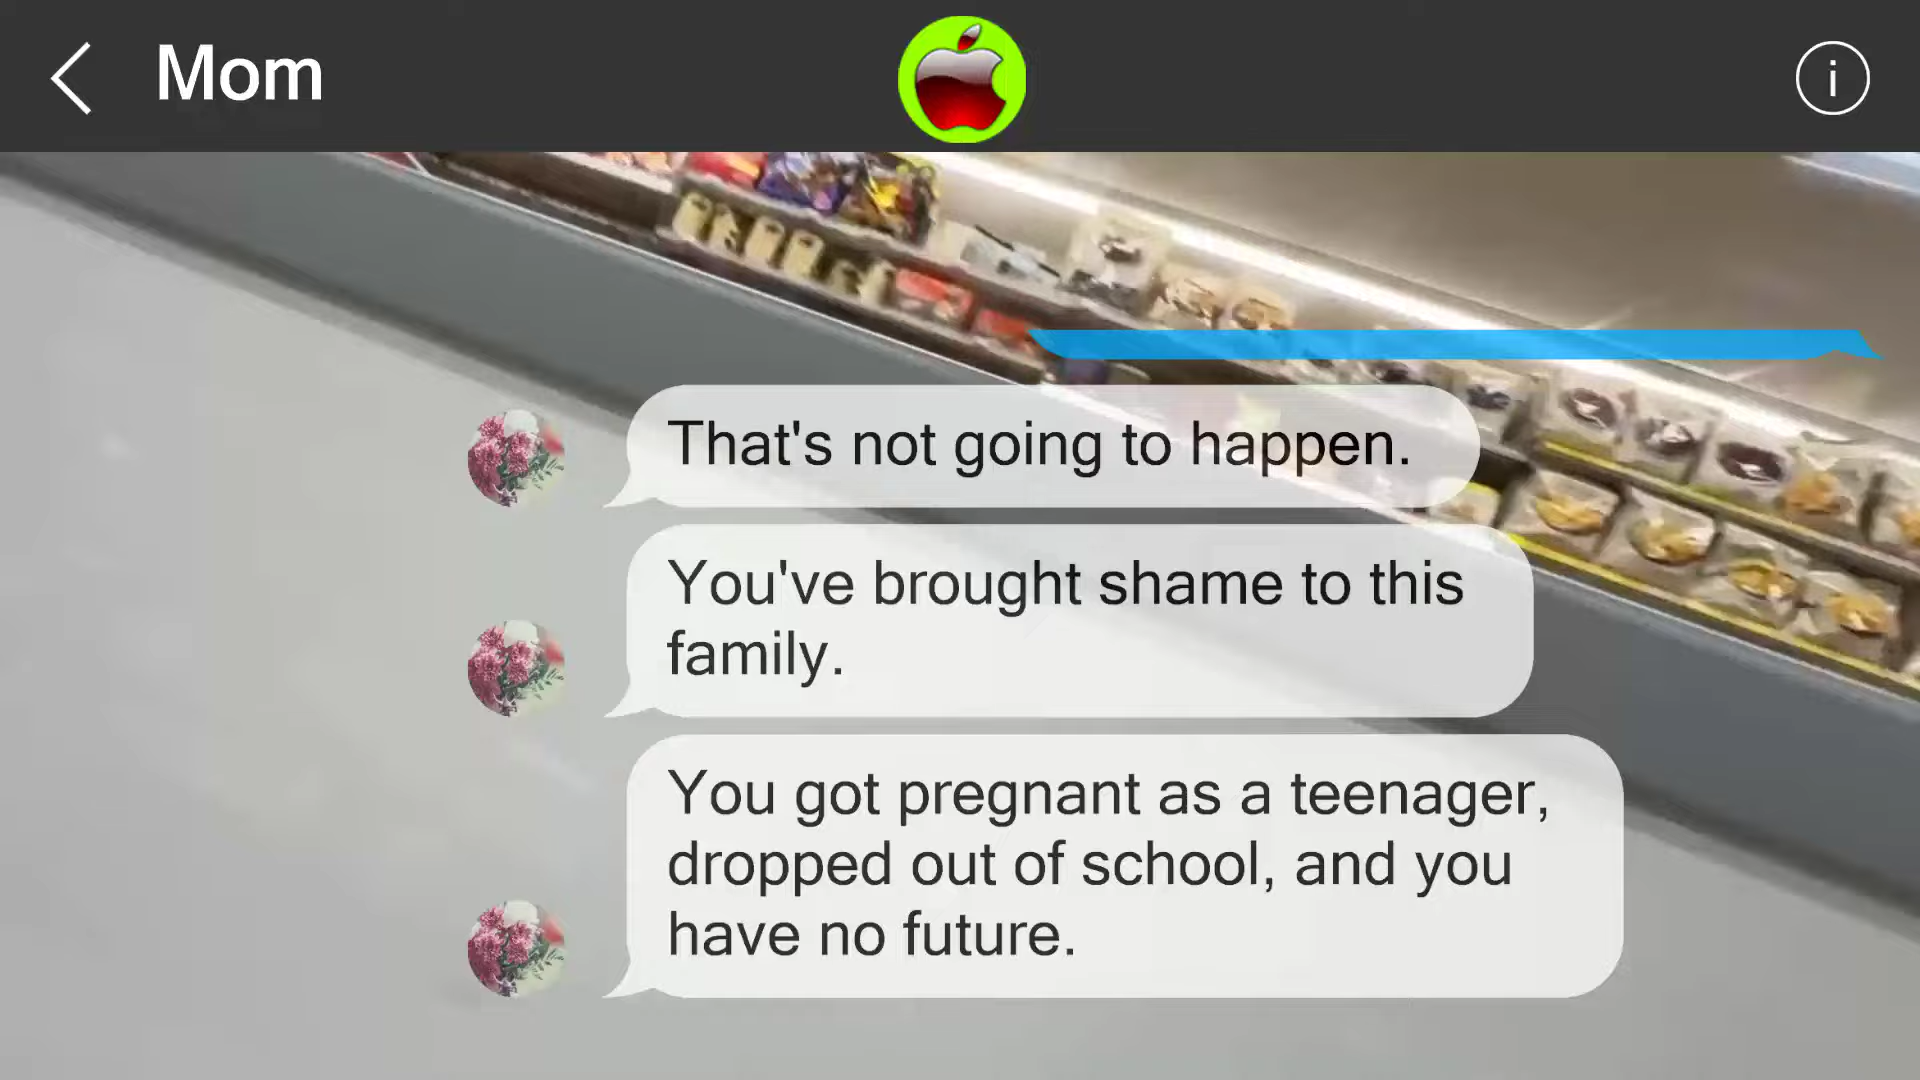 Mom
i
That's not going to happen.
You've brought shame to this
family.
You got pregnant as a teenager,
dropped out of school, and you
have no future.